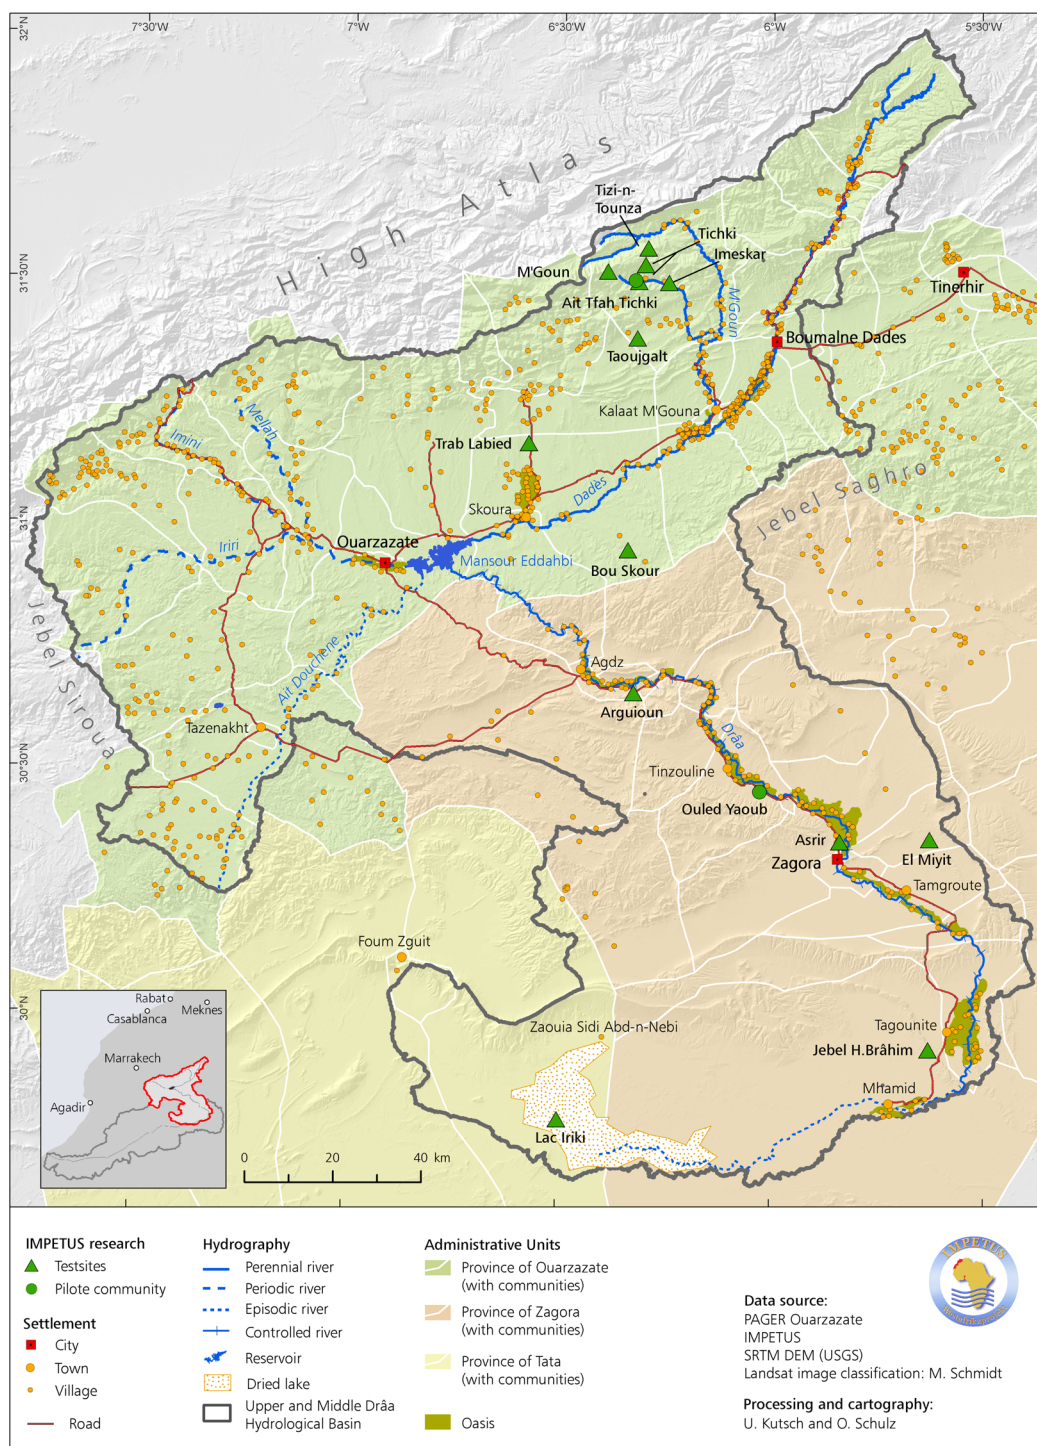 7°30'W
7°W
6°30'W
6°W
5°30'W
32°N
31°30'N
31°N
30°30'N
30°N
High Atlas
Tizi-n-
Tounza
Tichki
Imeskar
M'Goun
Ait Tfah Tichki
M'Goun
Tinerhir
Boumalne Dades
Taoujgalt
Kalaat M'Gouna
Mellah
Imini
Trab Labied
Jebel Saghro
Dadès
Skoura
Ouarzazate
Iriri
Mansour Eddahbi
Bou Skour
Jebel Siroua
Ait Douchene
Agdz
Arguioun
Tazenakht
Drâa
Tinzouline
Ouled Yaoub
Asrir
Zagora
El Miyit
Tamgroute
Foum Zguit
Zaouia Sidi Abd-n-Nebi
Tagounite
Jebel H.Brâhim
Mhamid
Lac Iriki
Rabat
Meknes
Casablanca
Marrakech
Agadir
0 20 40 km
IMPETUS research
Testsites
Pilote community
Settlement
City
Town
Village
Road
Hydrography
Perennial river
Periodic river
Episodic river
Controlled river
Reservoir
Dried lake
Upper and Middle Drâa
Hydrological Basin
Administrative Units
Province of Ouarzazate
(with communities)
Province of Zagora
(with communities)
Province of Tata
(with communities)
Oasis
IMPETUS
Data source:
PAGER Ouarzazate
IMPETUS
SRTM DEM (USGS)
Landsat image classification: M. Schmidt
Processing and cartography:
U. Kutsch and O. Schulz